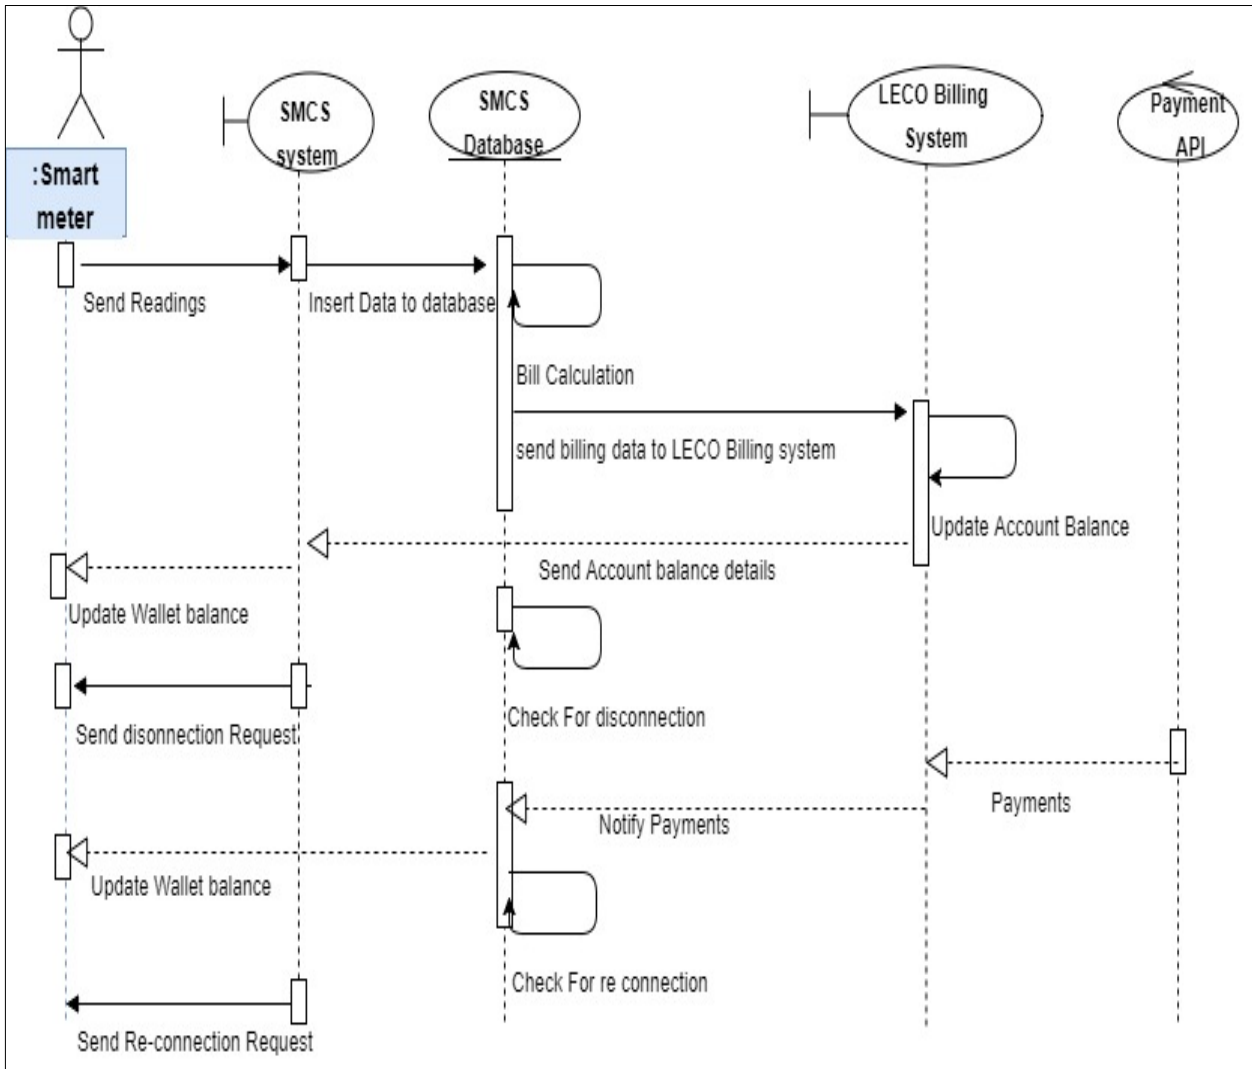 SMCS
system
SMCS
Database
LECO Billing
System
Payment
API
:Smart
meter
Send Readings
Insert Data to database
Bill Calculation
send billing data to LECO Billing system
Update Account Balance
Send Account balance details
Update Wallet balance
Check For disconnection
Send disonnection Request
Payments
Notify Payments
Update Wallet balance
Check For re connection
Send Re-connection Request